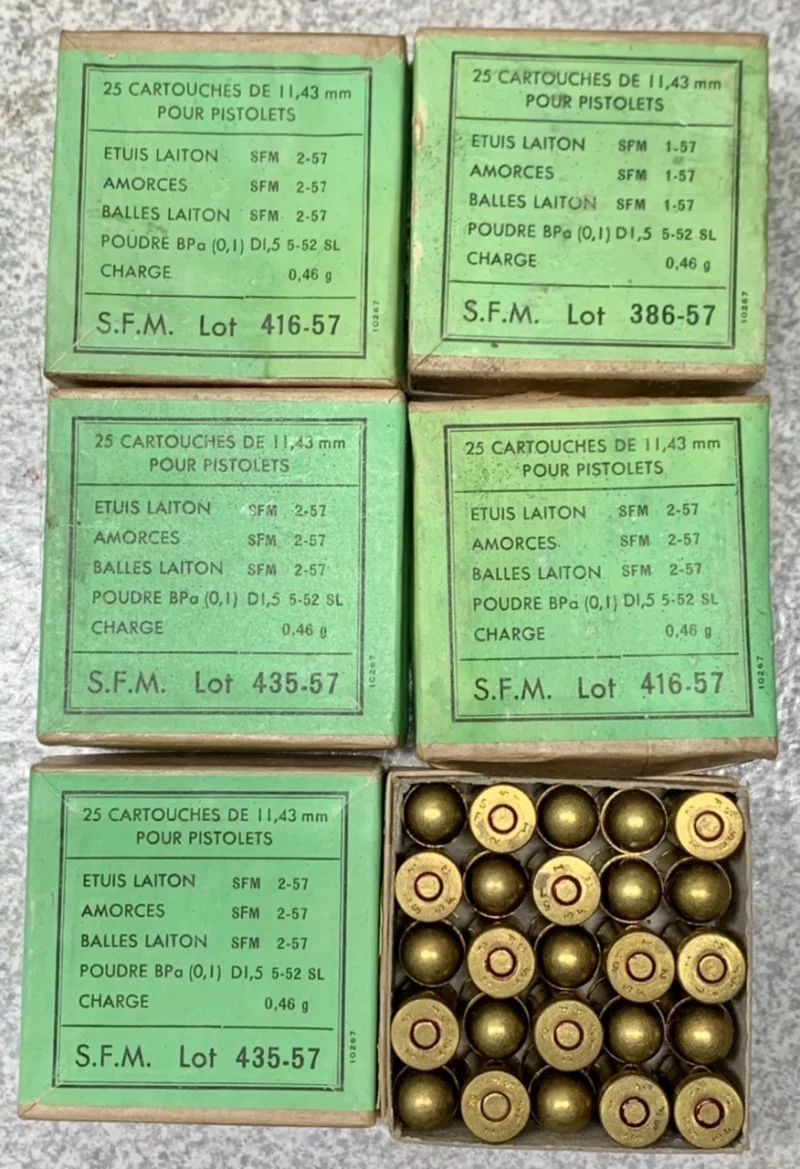 25 CARTOUCHES DE 11,43 mm
POUR PISTOLETS
ETUIS LAITON SFM 2-57
AMORCES SFM 2-57
BALLES LAITON SFM 2-57
POUDRE BPa (0,1) D1,5 5-52 SL
CHARGE 0,46 g
S.F.M. Lot 416-57
10267
25 CARTOUCHES DE 11,43 mm
POUR PISTOLETS
ETUIS LAITON SFM 1-57
AMORCES SFM 1-57
BALLES LAITON SFM 1-57
POUDRE BPa (0,1) D1,5 5-52 SL
CHARGE 0,46 g
S.F.M. Lot 386-57
10267
25 CARTOUCHES DE 11,43 mm
POUR PISTOLETS
ETUIS LAITON SFM 2-57
AMORCES SFM 2-57
BALLES LAITON SFM 2-57
POUDRE BPa (0,1) D1,5 5-52 SL
CHARGE 0,46 g
S.F.M. Lot 435-57
10267
25 CARTOUCHES DE 11,43 mm
POUR PISTOLETS
ETUIS LAITON SFM 2-57
AMORCES SFM 2-57
BALLES LAITON SFM 2-57
POUDRE BPa (0,1) D1,5 5-52 SL
CHARGE 0,46 g
S.F.M. Lot 416-57
10267
25 CARTOUCHES DE 11,43 mm
POUR PISTOLETS
ETUIS LAITON SFM 2-57
AMORCES SFM 2-57
BALLES LAITON SFM 2-57
POUDRE BPa (0,1) D1,5 5-52 SL
CHARGE 0,46 g
S.F.M. Lot 435-57
10267